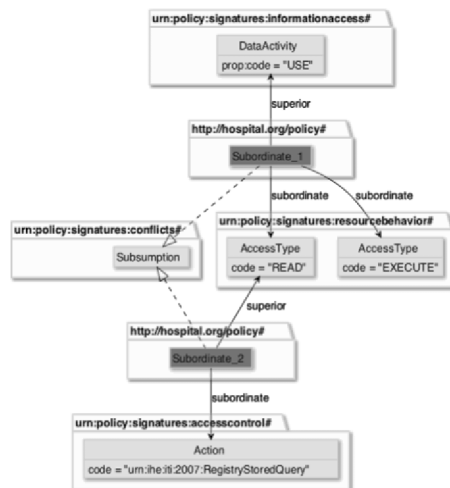 urn:policy:signatures:informationaccess#
DataActivity
prop:code = "USE"
superior
http://hospital.org/policy#
Subordinate_1
subordinate
subordinate
urn:policy:signatures:conflicts#
Subsumption
urn:policy:signatures:resourcebehavior#
AccessType
code = "READ"
AccessType
code = "EXECUTE"
superior
http://hospital.org/policy#
Subordinate_2
subordinate
urn:policy:signatures:accesscontrol#
Action
code = "urn:ihe:iti:2007:RegistryStoredQuery"